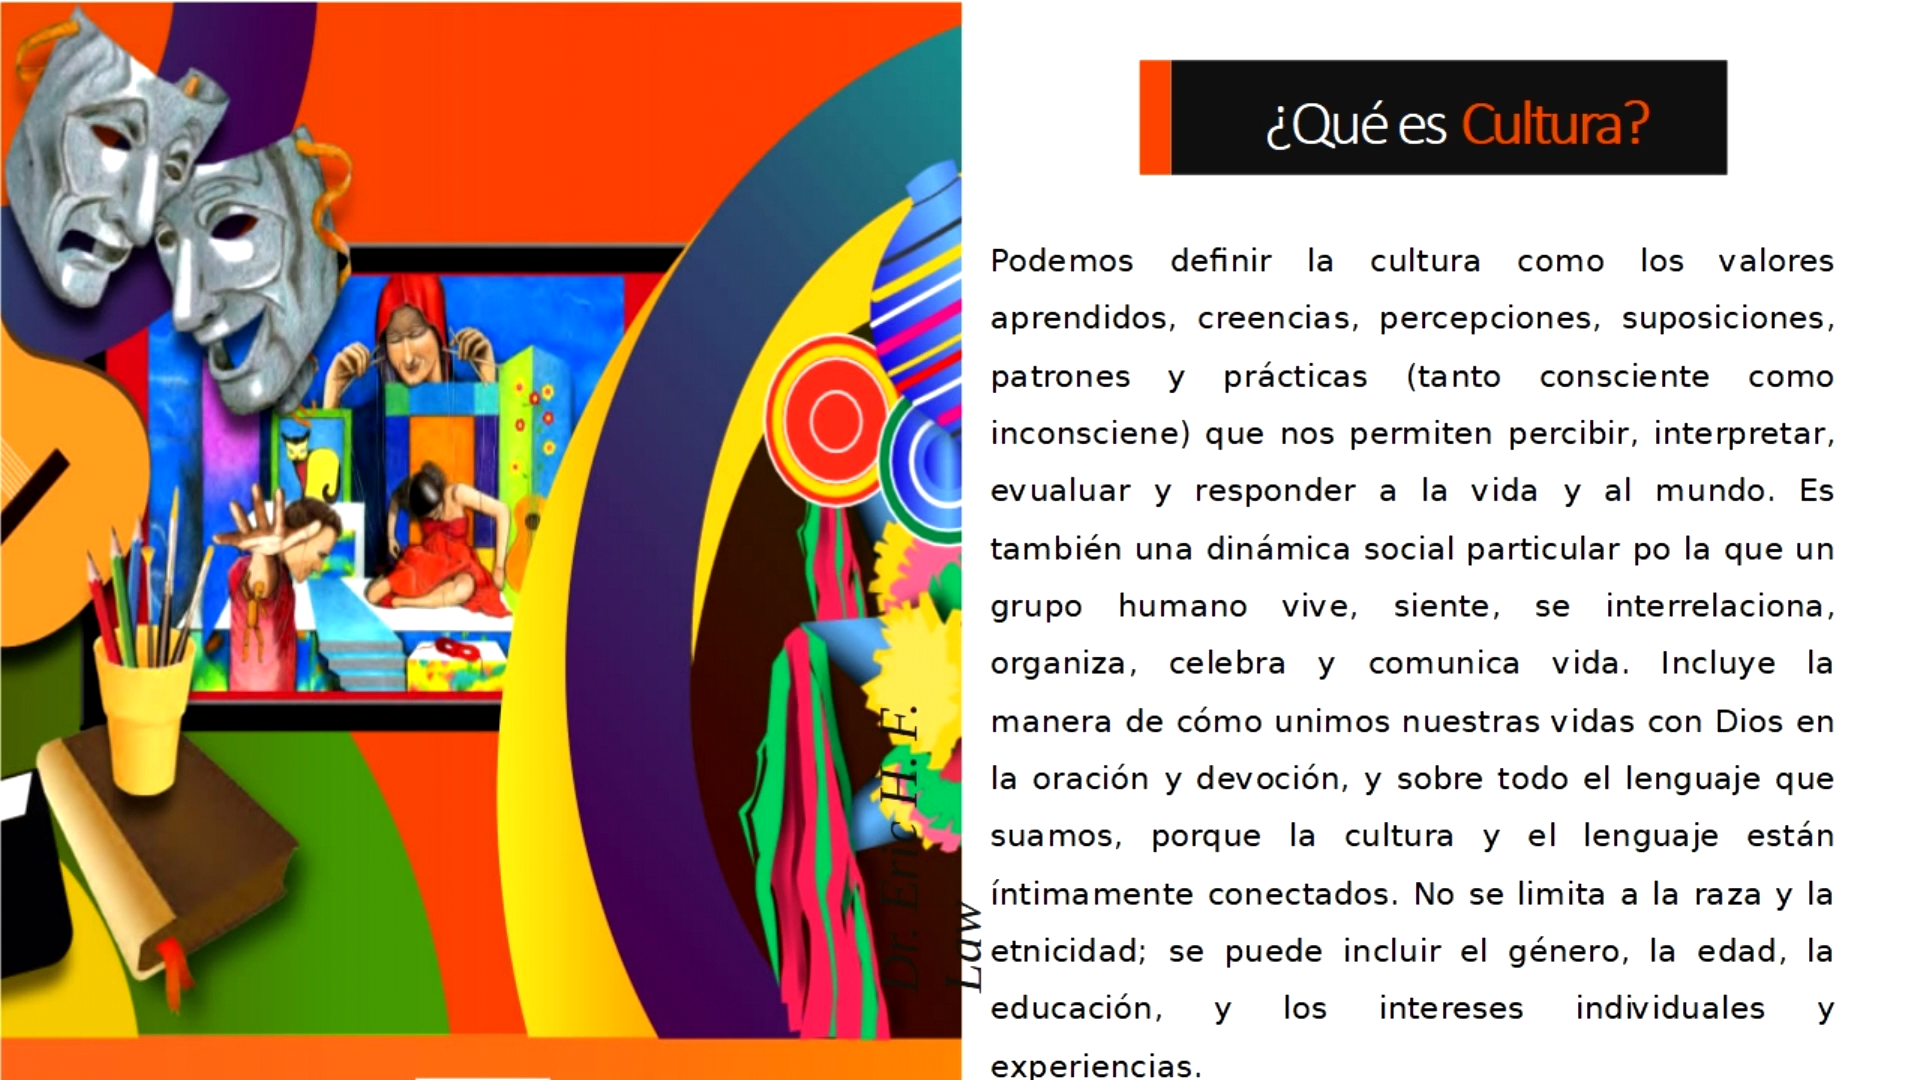 ¿Qué es Cultura?
Podemos definir la cultura como los valores
aprendidos, creencias, percepciones, suposiciones,
patrones y prácticas (tanto consciente como
inconsciene) que nos permiten percibir, interpretar,
evualuar y responder a la vida y al mundo. Es
también una dinámica social particular po la que un
grupo humano vive, siente, se interrelaciona,
organiza, celebra y comunica vida. Incluye la
manera de cómo unimos nuestras vidas con Dios en
la oración y devoción, y sobre todo el lenguaje que
suamos, porque la cultura y el lenguaje están
íntimamente conectados. No se limita a la raza y la
etnicidad; se puede incluir el género, la edad, la
educación, y los intereses individuales y
experiencias.
Dr. Eric H.F.
Law